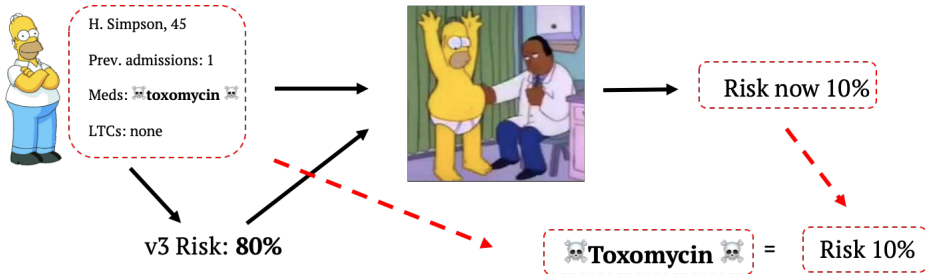 H. Simpson, 45
Prev. admissions: 1
Meds: ☠toxomycin ☠
LTCs: none
Risk now 10%
v3 Risk: 80%
☠Toxomycin ☠ = Risk 10%